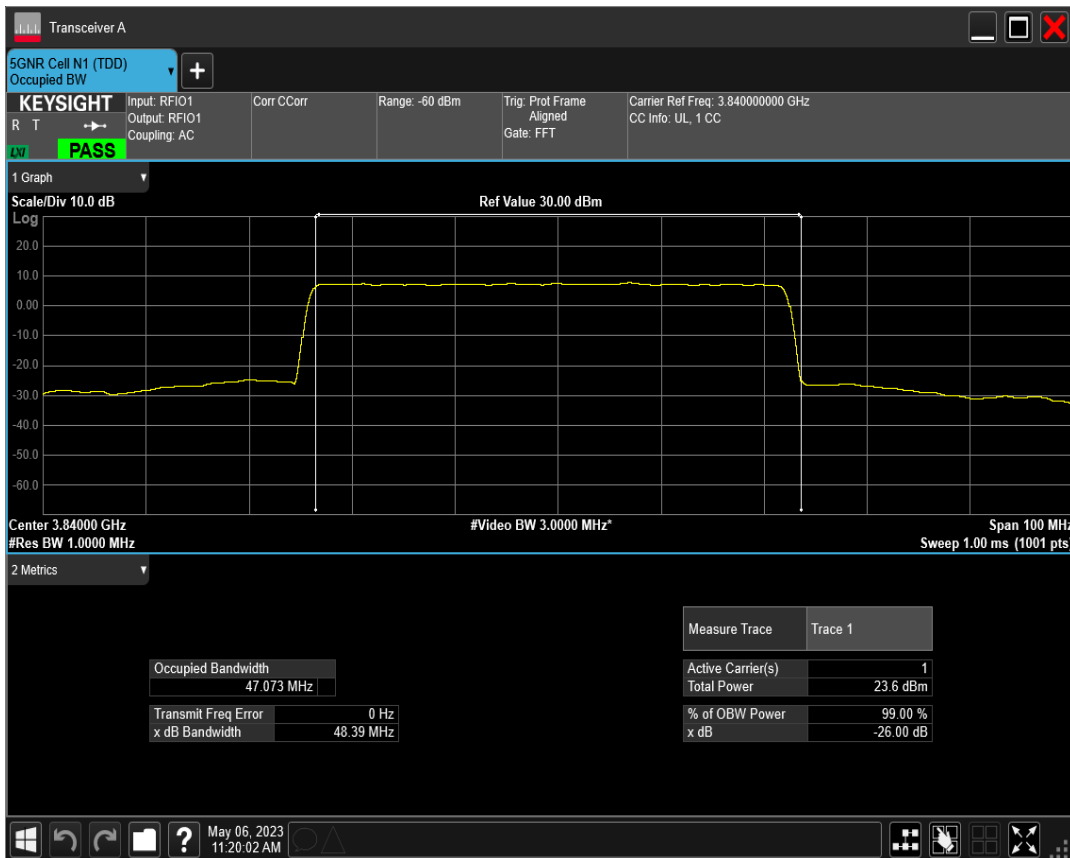 Transceiver A
5GNR Cell N1 (TDD)
Occupied BW
+
KEYSIGHT
R T
LXI
PASS
Input: RFIO1
Output: RFIO1
Coupling: AC
Corr CCorr
Range: -60 dBm
Trig: Prot Frame
Aligned
Gate: FFT
Carrier Ref Freq: 3.840000000 GHz
CC Info: UL, 1 CC
1 Graph
Scale/Div 10.0 dB
Ref Value 30.00 dBm
Log
20.0
10.0
0.00
-10.0
-20.0
-30.0
-40.0
-50.0
-60.0
Center 3.84000 GHz
#Video BW 3.0000 MHz*
Span 100 MHz
#Res BW 1.0000 MHz
Sweep 1.00 ms (1001 pts)
2 Metrics
Measure Trace Trace 1
Occupied Bandwidth
47.073 MHz
Active Carrier(s) 1
Total Power 23.6 dBm
Transmit Freq Error 0 Hz
x dB Bandwidth 48.39 MHz
% of OBW Power 99.00 %
x dB -26.00 dB
?
May 06, 2023
11:20:02 AM